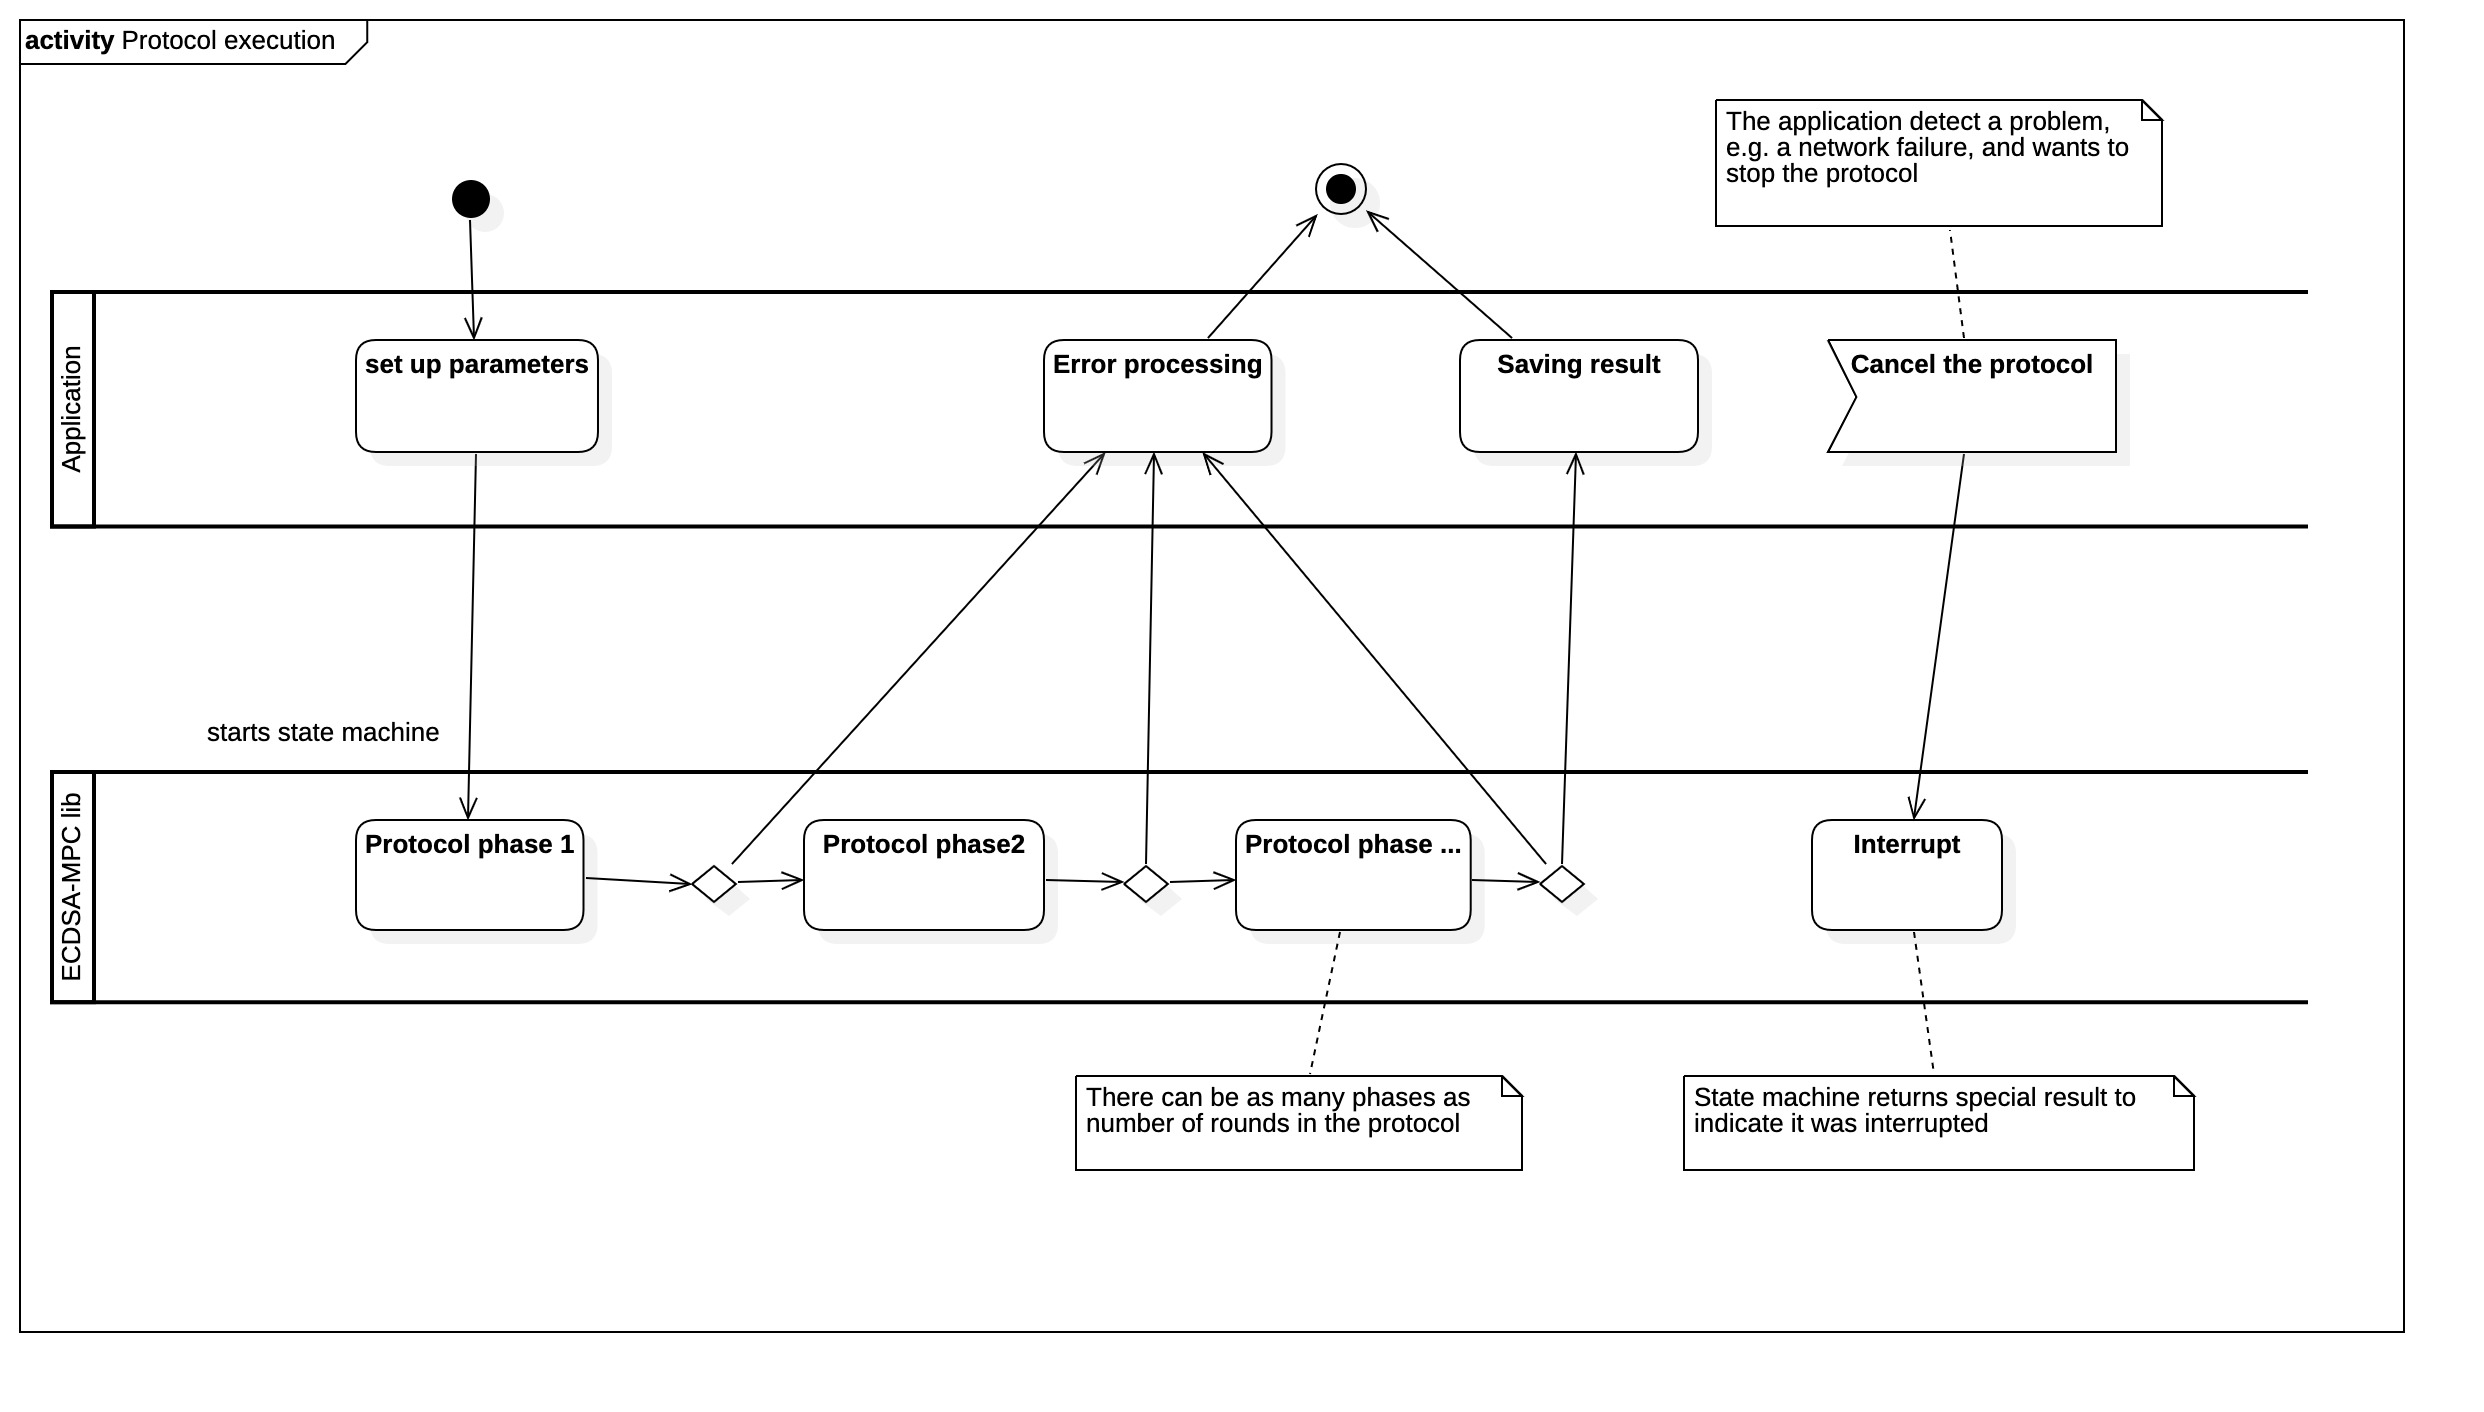 activity Protocol execution
The application detect a problem,
e.g. a network failure, and wants to
stop the protocol
Application
set up parameters
Error processing
Saving result
Cancel the protocol
starts state machine
ECDSA-MPC lib
Protocol phase 1
Protocol phase2
Protocol phase ...
Interrupt
There can be as many phases as
number of rounds in the protocol
State machine returns special result to
indicate it was interrupted